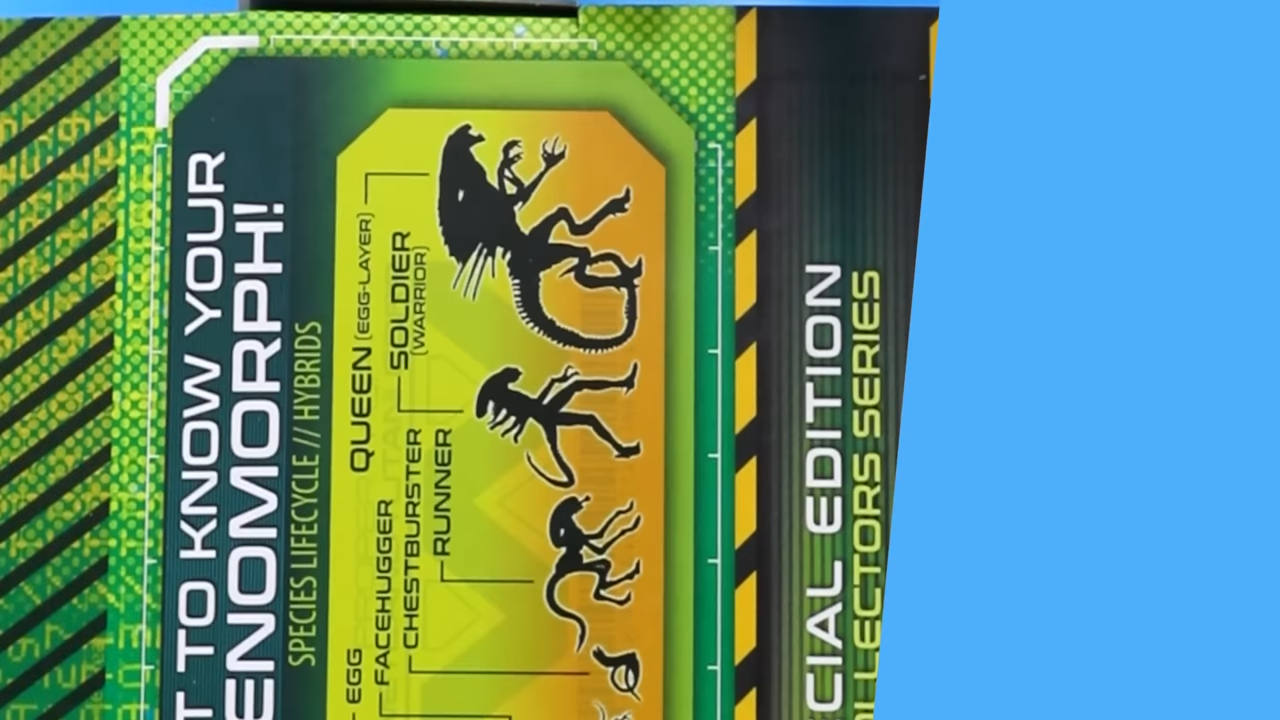 T TO KNOW YOUR
ENOMORPH!
SPECIES LIFECYCLE // HYBRIDS
EGG
QUEEN (EGG-LAYER)
FACEHUGGER
SOLDIER
(WARRIOR)
CHESTBURSTER
RUNNER
CIAL EDITION
LLECTORS SERIES